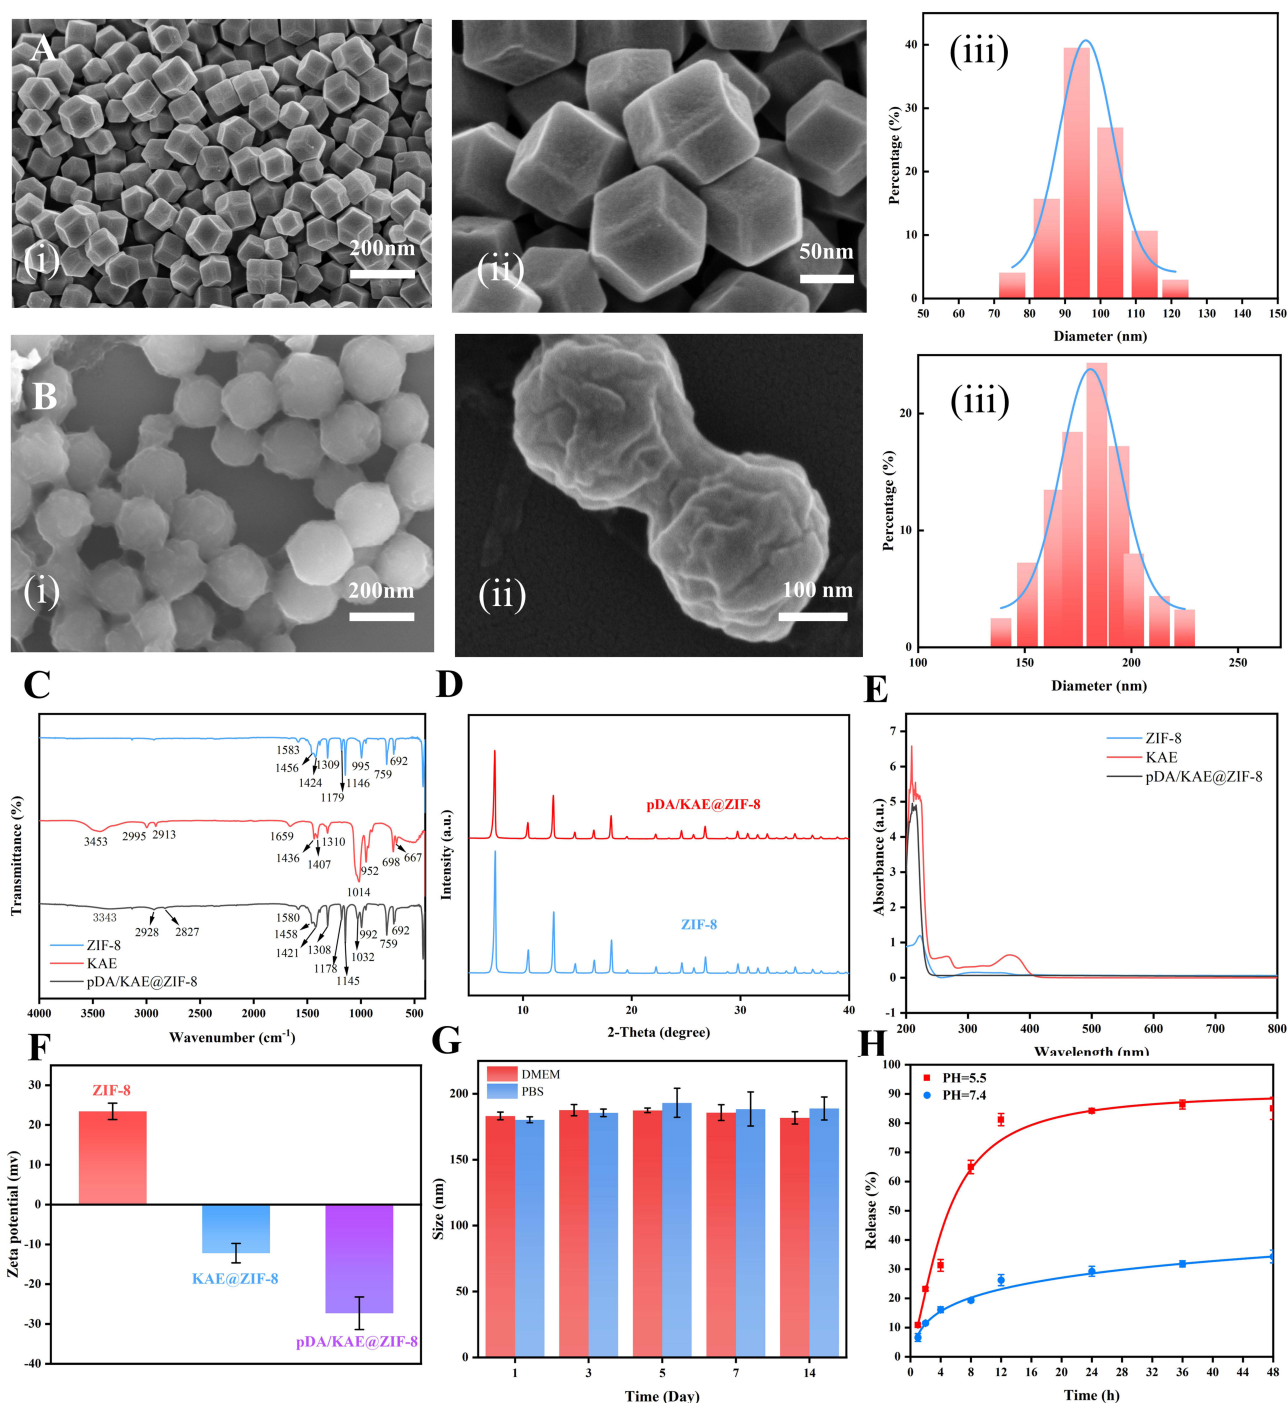 A
(i)
200nm
(ii)
50nm
(iii)
Percentage (%)
40
30
20
10
0
50 60 70 80 90 100 110 120 130 140 150
Diameter (nm)
B
(i)
200nm
(ii)
100 nm
(iii)
Percentage (%)
20
10
0
100 150 200 250
Diameter (nm)
C
Transmittance (%)
1583
1456
1424
1309
1179
1146
995
759
692
3453
2995
2913
1659
1436
1407
1310
1014
952
698
667
3343
2928
2827
1580
1458
1421
1308
1178
1145
1032
992
759
692
ZIF-8
KAE
pDA/KAE@ZIF-8
4000 3500 3000 2500 2000 1500 1000 500
Wavenumber (cm⁻¹)
D
Intensity (a.u.)
pDA/KAE@ZIF-8
ZIF-8
10 20 30 40
2-Theta (degree)
E
Absorbance (a.u.)
7
6
5
4
3
2
1
0
-1
ZIF-8
KAE
pDA/KAE@ZIF-8
200 300 400 500 600 700 800
Wavelength (nm)
F
Zeta potential (mv)
30
20
10
0
-10
-20
-30
-40
ZIF-8
KAE@ZIF-8
pDA/KAE@ZIF-8
G
Size (nm)
200
150
100
50
0
DMEM
PBS
1 3 5 7 14
Time (Day)
H
Release (%)
100
90
80
70
60
50
40
30
20
10
0
PH=5.5
PH=7.4
0 4 8 12 16 20 24 28 32 36 40 44 48
Time (h)